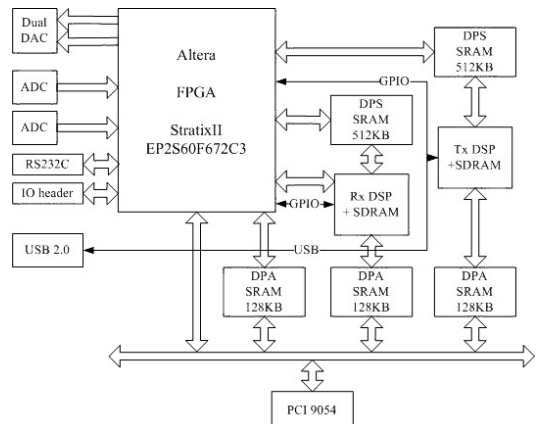 Dual
DAC
Altera
FPGA
StratixII
EP2S60F672C3
DPS
SRAM
512KB
GPIO
ADC
DPS
SRAM
512KB
ADC
Tx DSP
+SDRAM
RS232C
IO header
GPIO
Rx DSP
+ SDRAM
USB 2.0
USB
DPA
SRAM
128KB
DPA
SRAM
128KB
DPA
SRAM
128KB
PCI 9054